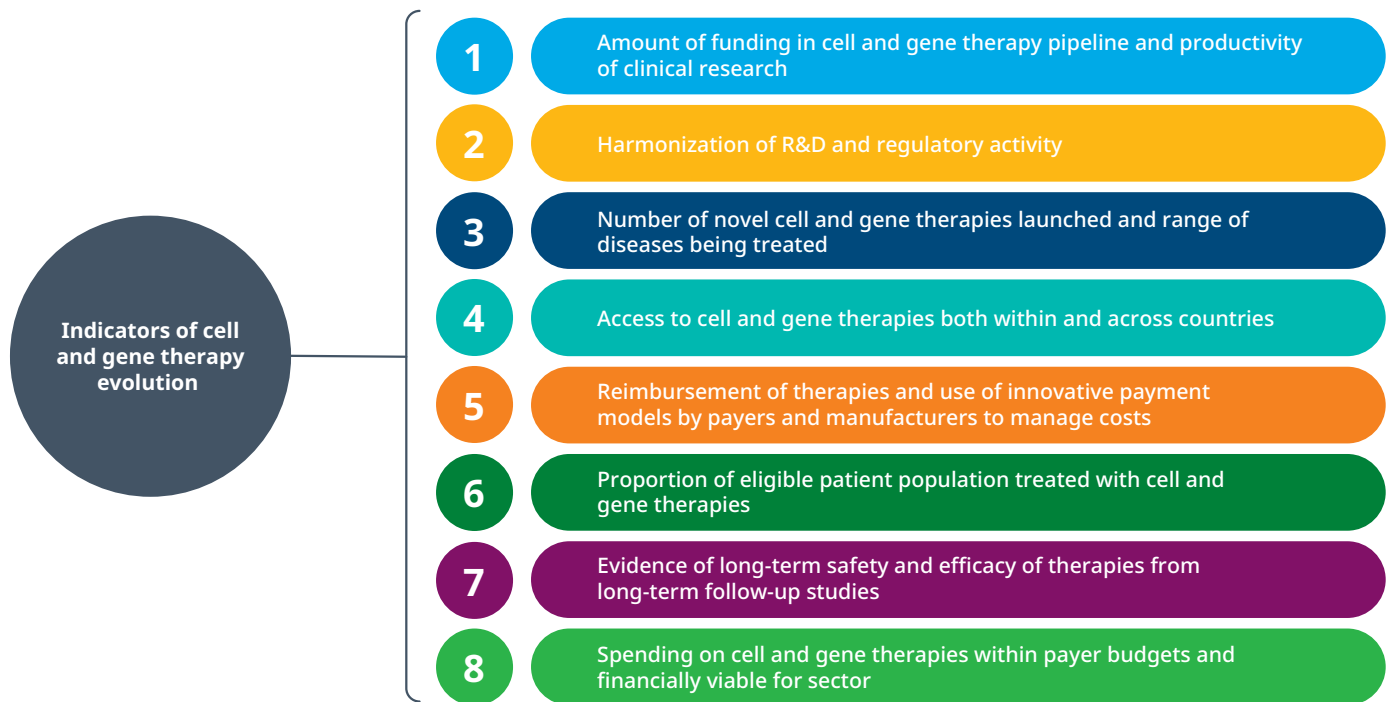 Indicators of cell
and gene therapy
evolution
1
Amount of funding in cell and gene therapy pipeline and productivity
of clinical research
2
Harmonization of R&D and regulatory activity
3
Number of novel cell and gene therapies launched and range of
diseases being treated
4
Access to cell and gene therapies both within and across countries
5
Reimbursement of therapies and use of innovative payment
models by payers and manufacturers to manage costs
6
Proportion of eligible patient population treated with cell and
gene therapies
7
Evidence of long-term safety and efficacy of therapies from
long-term follow-up studies
8
Spending on cell and gene therapies within payer budgets and
financially viable for sector